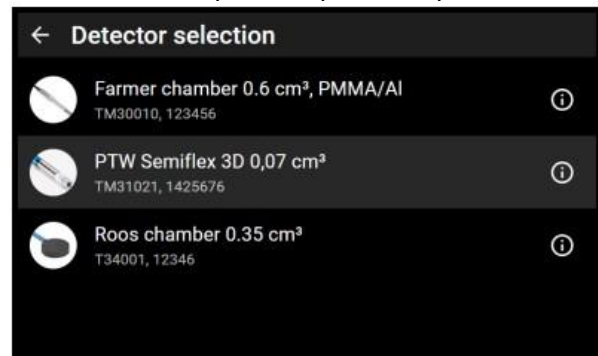 Detector selection
Farmer chamber 0.6 cm³, PMMA/Al
TM30010, 123456
PTW Semiflex 3D 0,07 cm³
TM31021, 1425676
Roos chamber 0.35 cm³
T34001, 12346